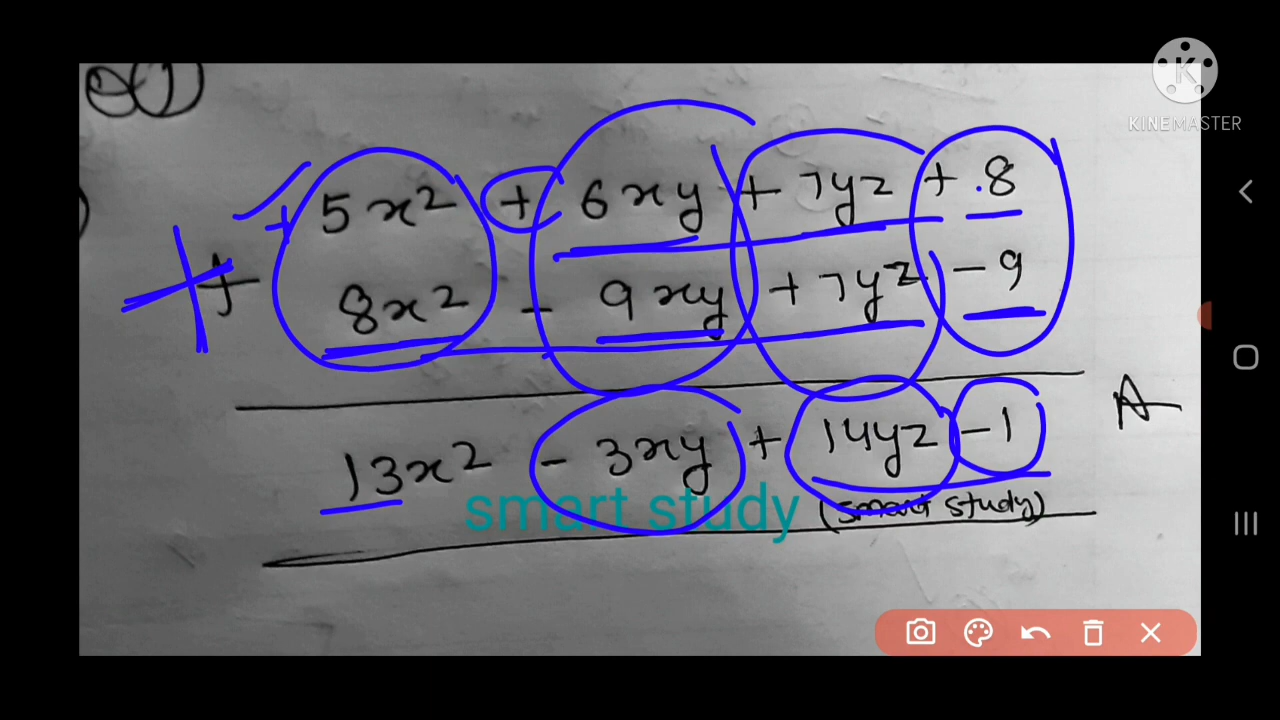 KINEMASTER
5x² + 6xy + 7yz + 8
+ 8x² - 9xy + 7yz - 9
13x² - 3xy + 14yz - 1
smart study
(smart study)